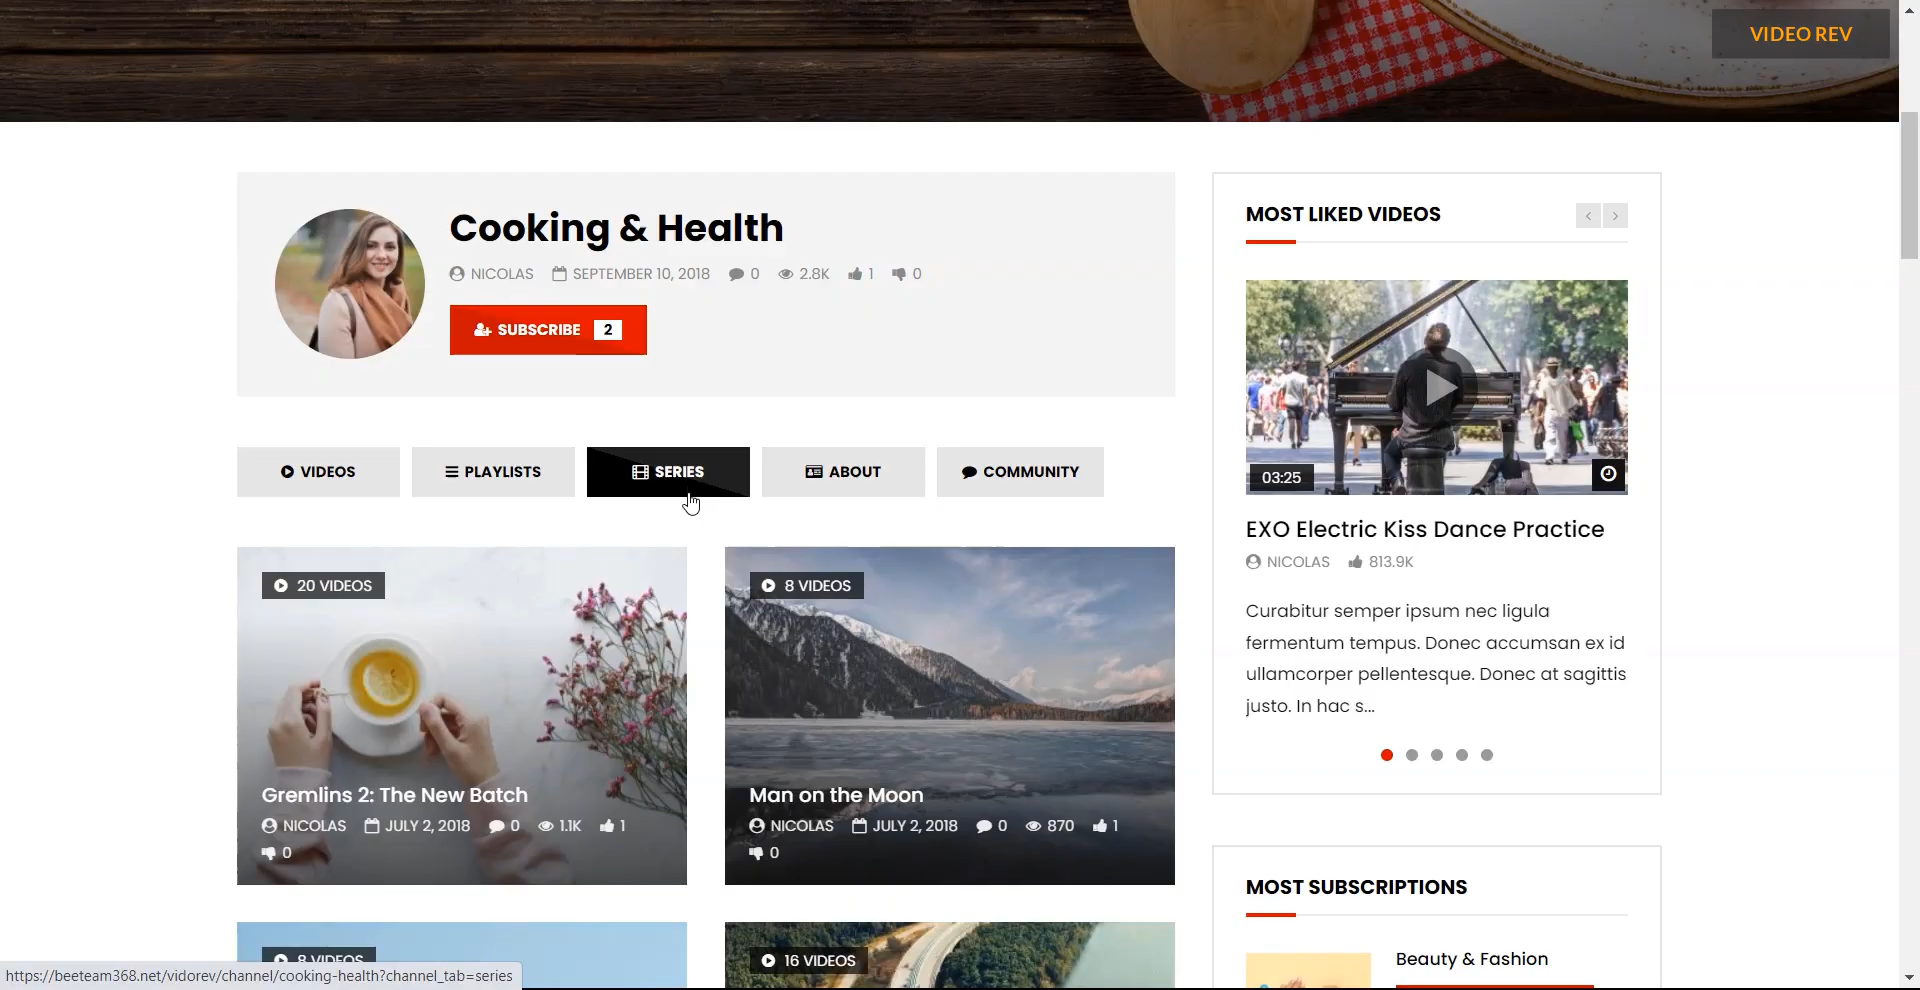 VIDEO REV
Cooking & Health
NICOLAS SEPTEMBER 10, 2018 0 2.8K 1 0
SUBSCRIBE 2
VIDEOS PLAYLISTS SERIES ABOUT COMMUNITY
20 VIDEOS
Gremlins 2: The New Batch
NICOLAS JULY 2, 2018 0 1.1K 1
0
8 VIDEOS
Man on the Moon
NICOLAS JULY 2, 2018 0 870 1
0
8 VIDEOS
16 VIDEOS
MOST LIKED VIDEOS
03:25
EXO Electric Kiss Dance Practice
NICOLAS 813.9K
Curabitur semper ipsum nec ligula
fermentum tempus. Donec accumsan ex id
ullamcorper pellentesque. Donec at sagittis
justo. In hac s...
MOST SUBSCRIPTIONS
Beauty & Fashion
https://beeteam368.net/vidorev/channel/cooking-health?channel_tab=series